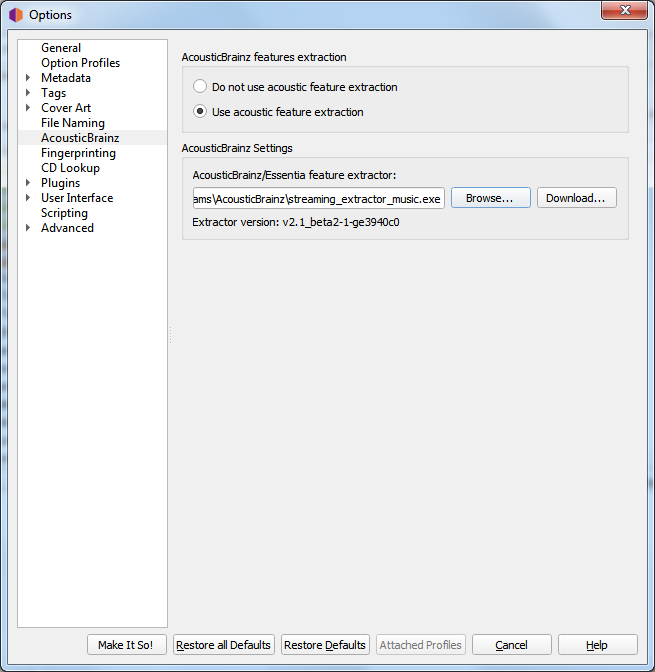 Options
General
Option Profiles
Metadata
Tags
Cover Art
File Naming
AcousticBrainz
Fingerprinting
CD Lookup
Plugins
User Interface
Scripting
Advanced
AcousticBrainz features extraction
Do not use acoustic feature extraction
Use acoustic feature extraction
AcousticBrainz Settings
AcousticBrainz/Essentia feature extractor:
ams\AcousticBrainz\streaming_extractor_music.exe Browse... Download...
Extractor version: v2.1_beta2-1-ge3940c0
Make It So! Restore all Defaults Restore Defaults Attached Profiles Cancel Help